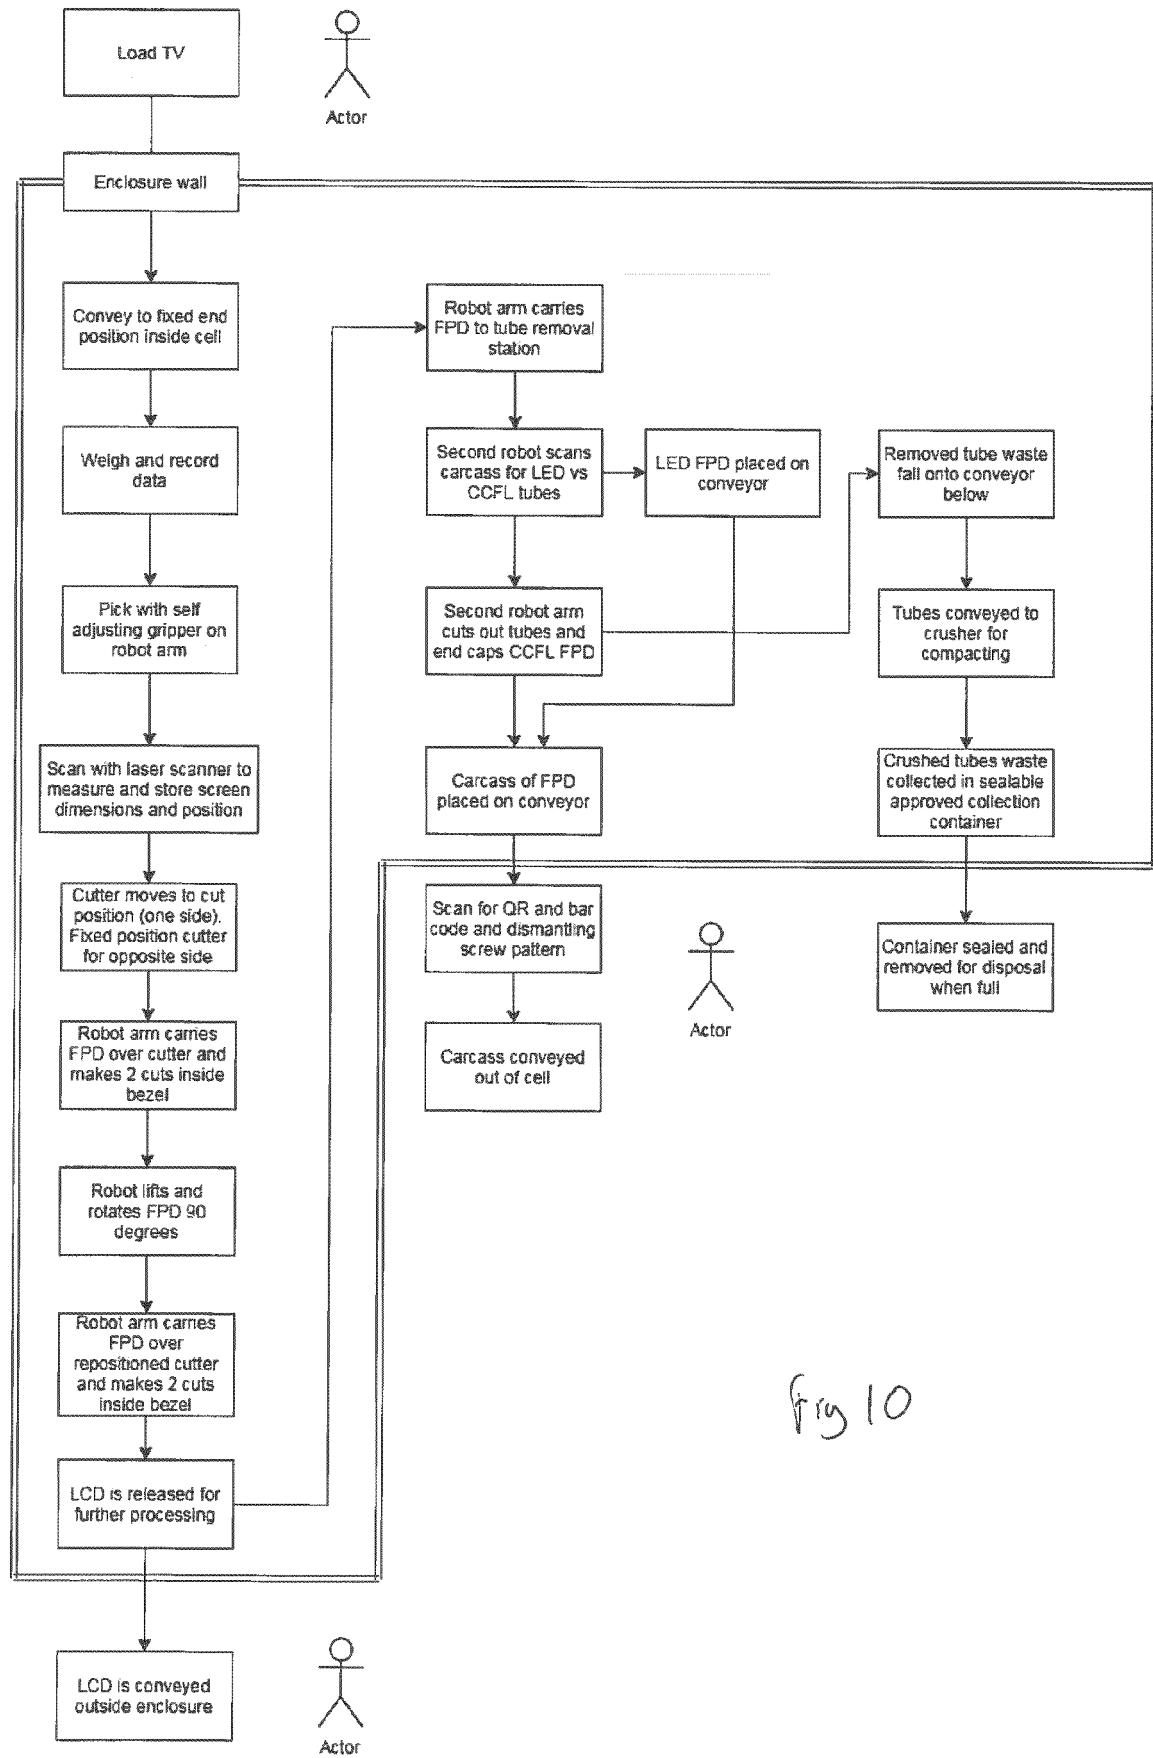 Load TV
Actor
Enclosure wall
Convey to fixed end
position inside cell
Weigh and record
data
Pick with self
adjusting gripper on
robot arm
Scan with laser scanner to
measure and store screen
dimensions and position
Cutter moves to cut
position (one side).
Fixed position cutter
for opposite side
Robot arm carries
FPD over cutter and
makes 2 cuts inside
bezel
Robot lifts and
rotates FPD 90
degrees
Robot arm carries
FPD over
repositioned cutter
and makes 2 cuts
inside bezel
LCD is released for
further processing
LCD is conveyed
outside enclosure
Actor
Robot arm carries
FPD to tube removal
station
Second robot scans
carcass for LED vs
CCFL tubes
LED FPD placed on
conveyor
Second robot arm
cuts out tubes and
end caps CCFL FPD
Carcass of FPD
placed on conveyor
Scan for QR and bar
code and dismantling
screw pattern
Carcass conveyed
out of cell
Actor
Removed tube waste
fall onto conveyor
below
Tubes conveyed to
crusher for
compacting
Crushed tubes waste
collected in sealable
approved collection
container
Container sealed and
removed for disposal
when full
Fig 10